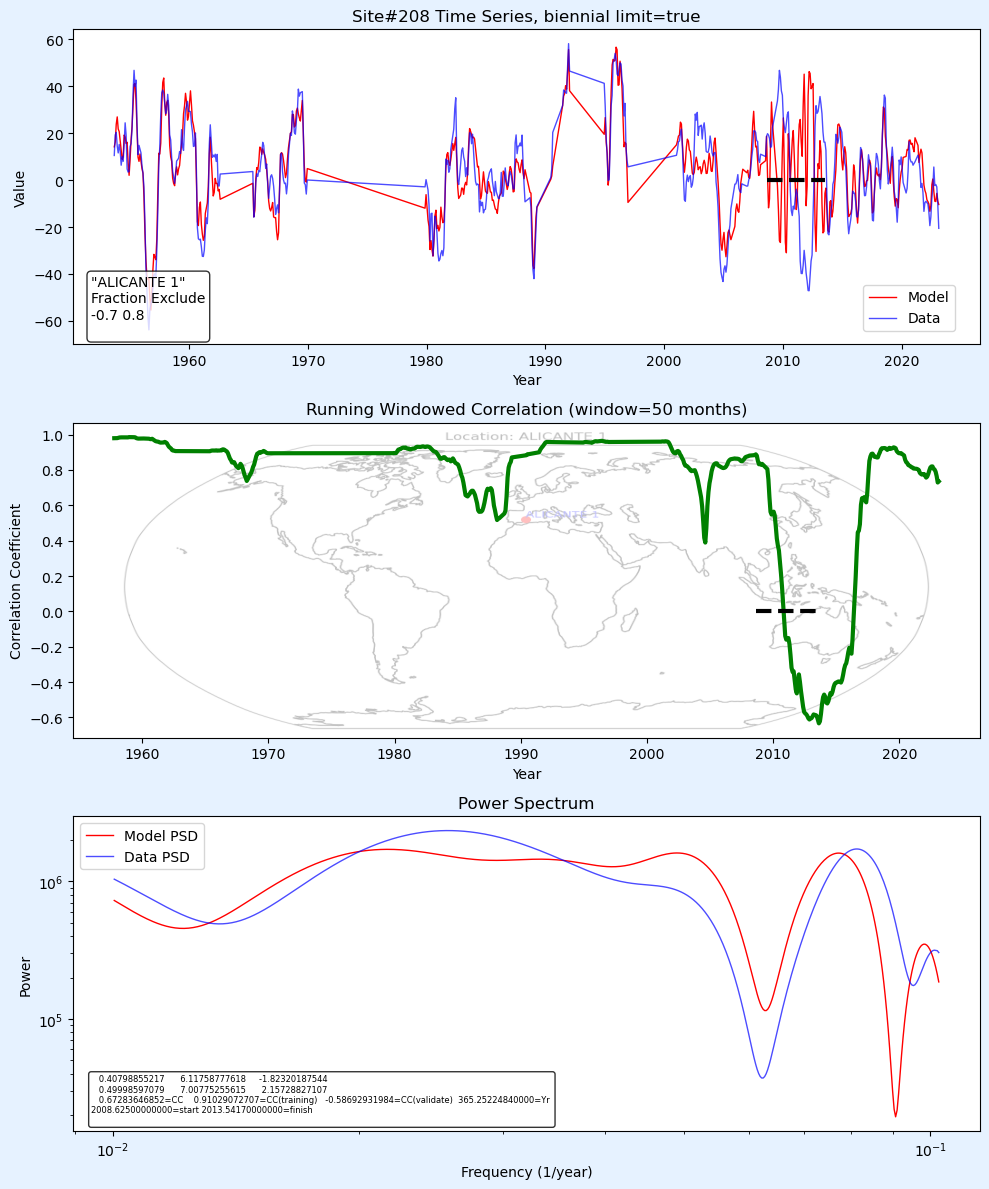 Site#208 Time Series, biennial limit=true
Value
60
40
20
0
−20
−40
−60
"ALICANTE 1"
Fraction Exclude
-0.7 0.8
Model
Data
1960
1970
1980
1990
2000
2010
2020
Year
Running Windowed Correlation (window=50 months)
Correlation Coefficient
1.0
0.8
0.6
0.4
0.2
0.0
−0.2
−0.4
−0.6
Location: ALICANTE 1
ALICANTE 1
1960
1970
1980
1990
2000
2010
2020
Year
Power Spectrum
Power
10⁶
10⁵
Model PSD
Data PSD
0.40798855217 6.11758777618 -1.82320187544
0.49998597079 7.00775255615 2.15728827107
0.67283646852=CC 0.91029072707=CC(training) -0.58692931984=CC(validate) 365.25224840000=Yr
2008.62500000000=start 2013.54170000000=finish
10⁻²
10⁻¹
Frequency (1/year)